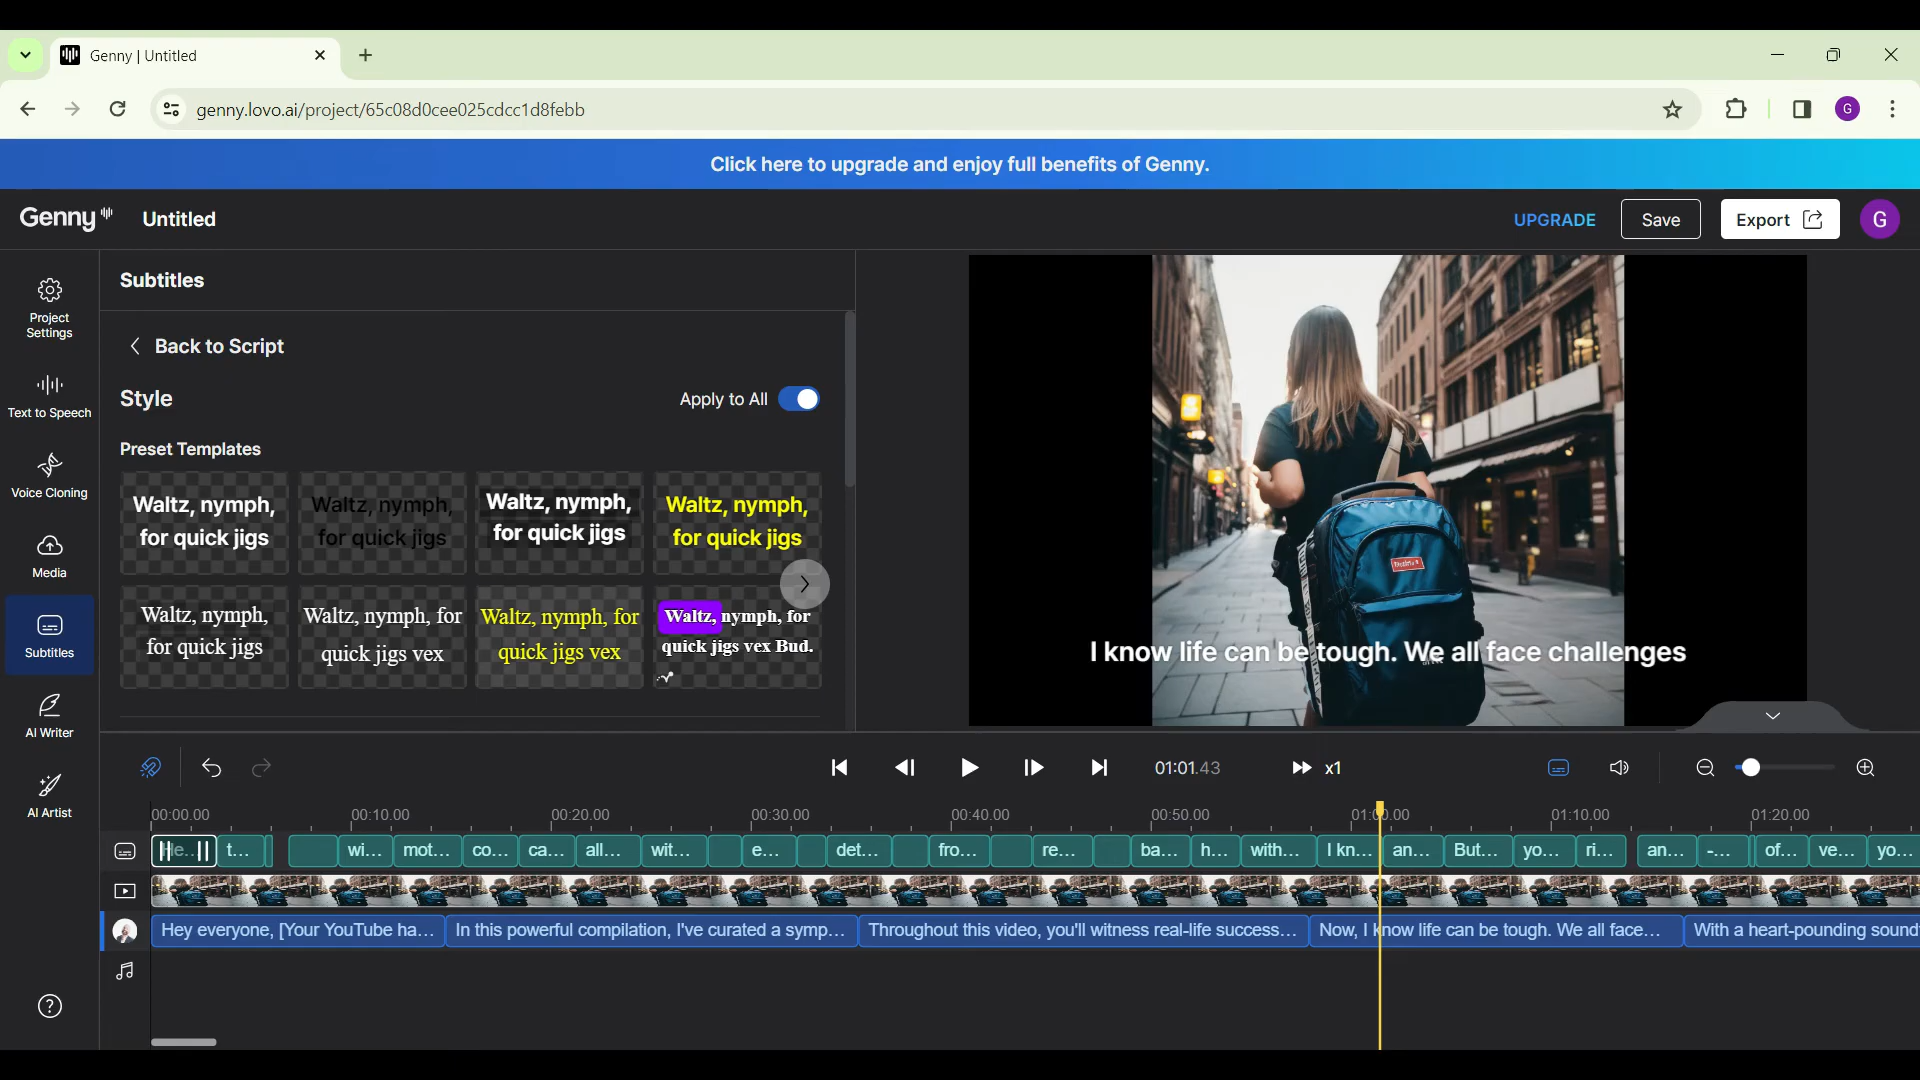 Genny | Untitled
genny.lovo.ai/project/65c08d0cee025cdcc1d8febb
G
Click here to upgrade and enjoy full benefits of Genny.
Genny
Untitled
UPGRADE
Save
Export
G
Project
Settings
Text to Speech
Voice Cloning
Media
Subtitles
AI Writer
AI Artist
Subtitles
Back to Script
Style
Apply to All
Preset Templates
Waltz, nymph,
for quick jigs
Waltz, nymph,
for quick jigs
Waltz, nymph,
for quick jigs
Waltz, nymph,
for quick jigs
Waltz, nymph,
for quick jigs
Waltz, nymph, for
quick jigs vex
Waltz, nymph, for
quick jigs vex
Waltz, nymph, for
quick jigs vex Bud.
I know life can be tough. We all face challenges
01:01.43
x1
00:00.00
00:10.00
00:20.00
00:30.00
00:40.00
00:50.00
01:00.00
01:10.00
01:20.00
He... t... wi... mot... co... ca... all... wit... e... det... fro... re... ba... h... with... I kn... an... But... yo... ri... an... -... of... ve... yo...
Hey everyone, [Your YouTube ha...
In this powerful compilation, I've curated a symp...
Throughout this video, you'll witness real-life success...
Now, I know life can be tough. We all face...
With a heart-pounding sound